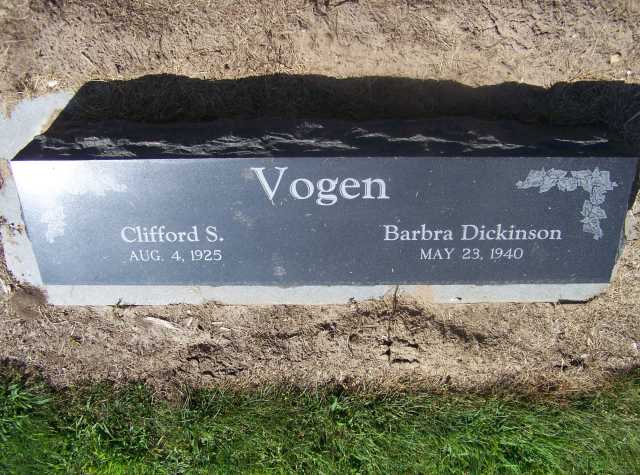 Vogen
Clifford S.
AUG. 4, 1925
Barbra Dickinson
MAY 23, 1940